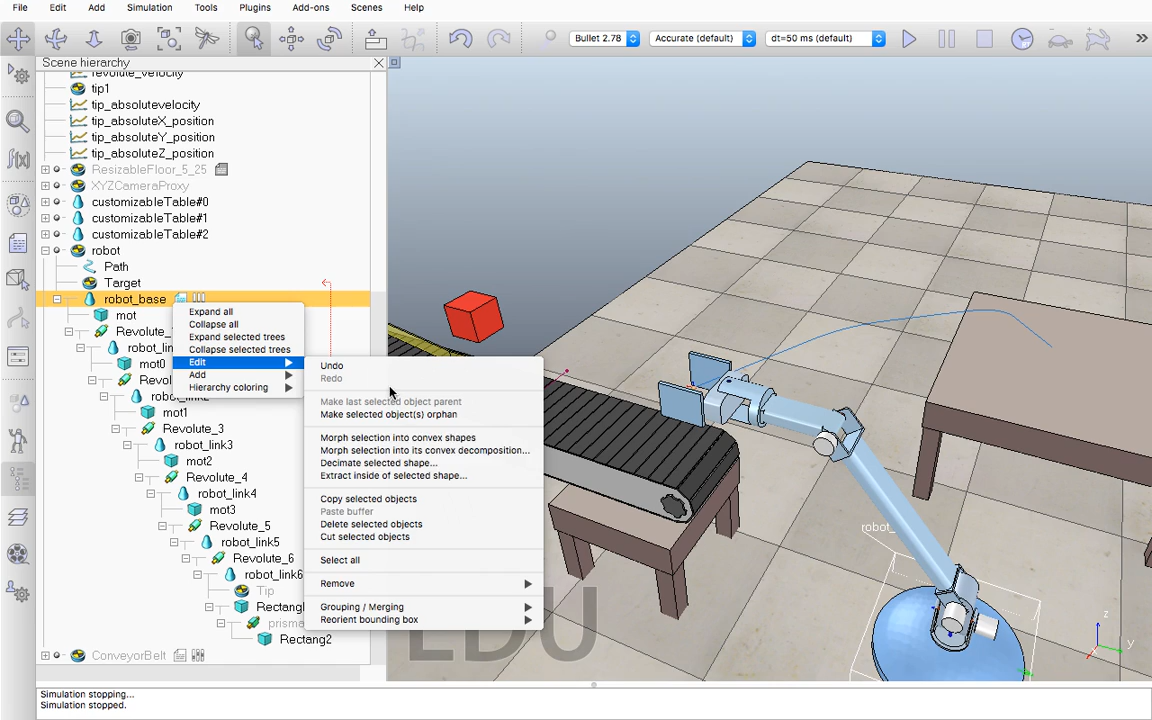 File Edit Add Simulation Tools Plugins Add-ons Scenes Help
Bullet 2.78 Accurate (default) dt=50 ms (default)
Scene hierarchy
revolute_velocity
tip1
tip_absolutevelocity
tip_absoluteX_position
tip_absoluteY_position
tip_absoluteZ_position
ResizableFloor_5_25
XYZCameraProxy
customizableTable#0
customizableTable#1
customizableTable#2
robot
Path
Target
robot_base
mot
Revolute_
robot_lin
mot0
Revol
mot1
Revolute_3
robot_link3
mot2
Revolute_4
robot_link4
mot3
Revolute_5
robot_link5
Revolute_6
robot_link6
Tip
Rectangl
prisma
Rectang2
ConveyorBelt
Expand all
Collapse all
Expand selected trees
Collapse selected trees
Edit
Add
Hierarchy coloring
Undo
Redo
Make last selected object parent
Make selected object(s) orphan
Morph selection into convex shapes
Morph selection into its convex decomposition...
Decimate selected shape...
Extract inside of selected shape...
Copy selected objects
Paste buffer
Delete selected objects
Cut selected objects
Select all
Remove
Grouping / Merging
Reorient bounding box
robot_
EDU
z
y
x
Simulation stopping...
Simulation stopped.